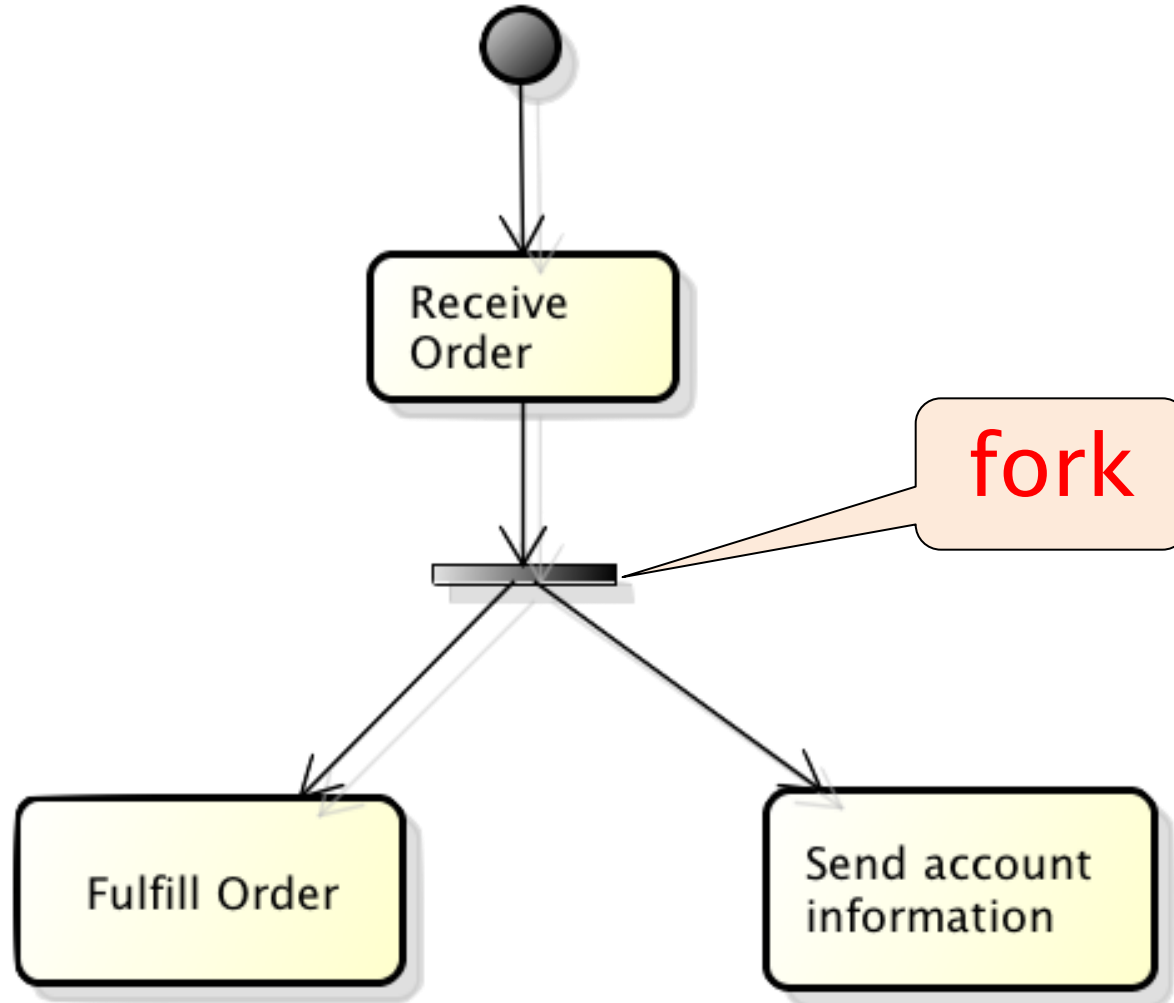 Receive
Order
fork
Fulfill Order
Send account
information